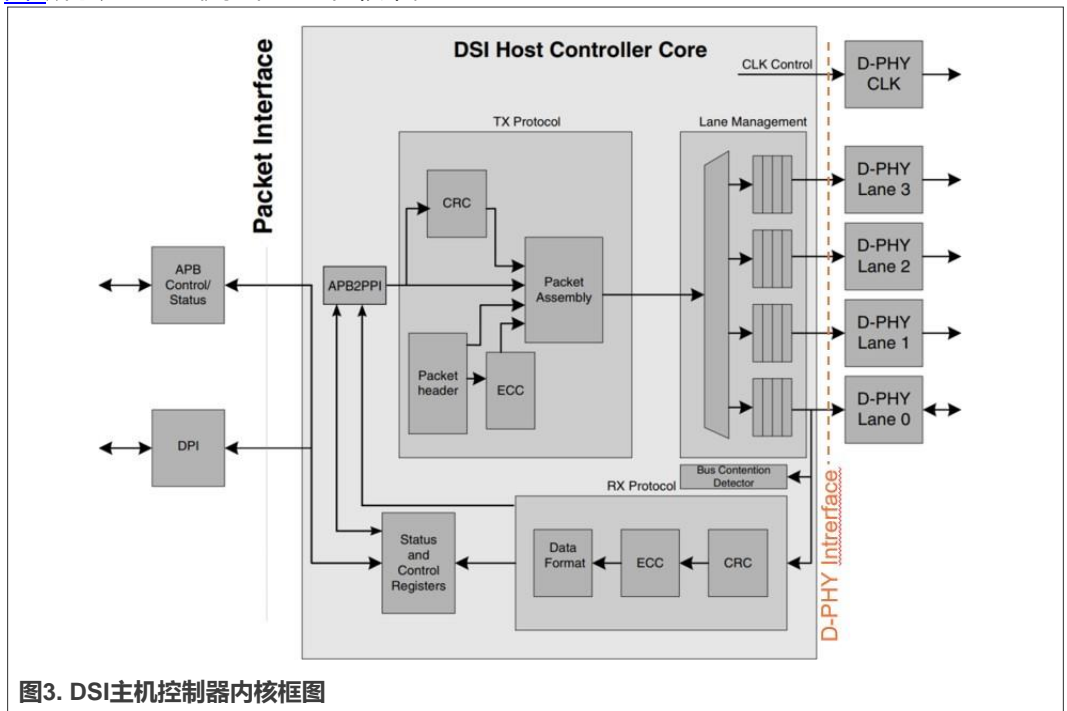 DSI Host Controller Core
Packet Interface
CLK Control
D-PHY
CLK
TX Protocol
Lane Management
CRC
D-PHY
Lane 3
D-PHY
Lane 2
APB
Control/
Status
APB2PPI
Packet
Assembly
D-PHY
Lane 1
Packet
header
ECC
D-PHY
Lane 0
DPI
Bus Contention
Detector
RX Protocol
Status
and
Control
Registers
Data
Format
ECC
CRC
D-PHY Intrerface
图3. DSI主机控制器内核框图